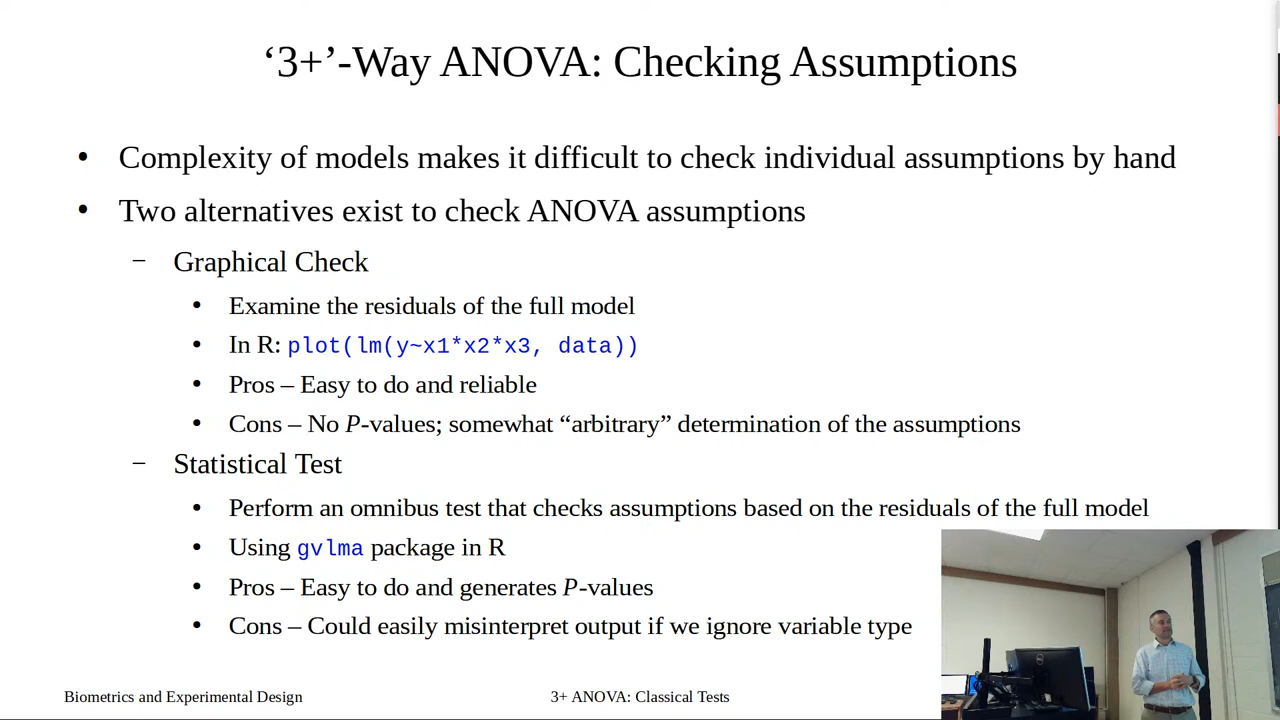 ‘3+’-Way ANOVA: Checking Assumptions
• Complexity of models makes it difficult to check individual assumptions by hand
• Two alternatives exist to check ANOVA assumptions
– Graphical Check
• Examine the residuals of the full model
• In R: plot(lm(y~x1*x2*x3, data))
• Pros – Easy to do and reliable
• Cons – No P-values; somewhat “arbitrary” determination of the assumptions
– Statistical Test
• Perform an omnibus test that checks assumptions based on the residuals of the full model
• Using gvlma package in R
• Pros – Easy to do and generates P-values
• Cons – Could easily misinterpret output if we ignore variable type
Biometrics and Experimental Design
3+ ANOVA: Classical Tests